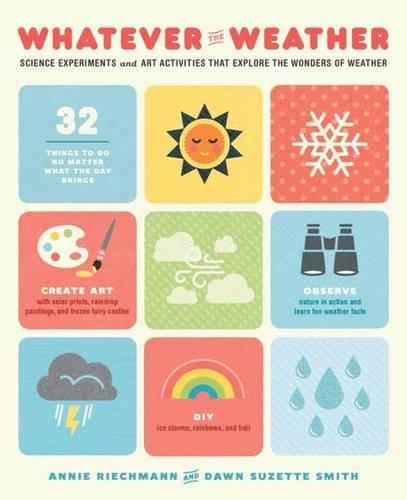 WHATEVER THE WEATHER
SCIENCE EXPERIMENTS and ART ACTIVITIES THAT EXPLORE THE WONDERS OF WEATHER
32
THINGS TO DO
NO MATTER
WHAT THE DAY
BRINGS
CREATE ART
with solar prints, raindrop
paintings, and frozen fairy castles
OBSERVE
nature in action and
learn fun weather facts
DIY
ice storms, rainbows, and hail
ANNIE RIECHMANN AND DAWN SUZETTE SMITH